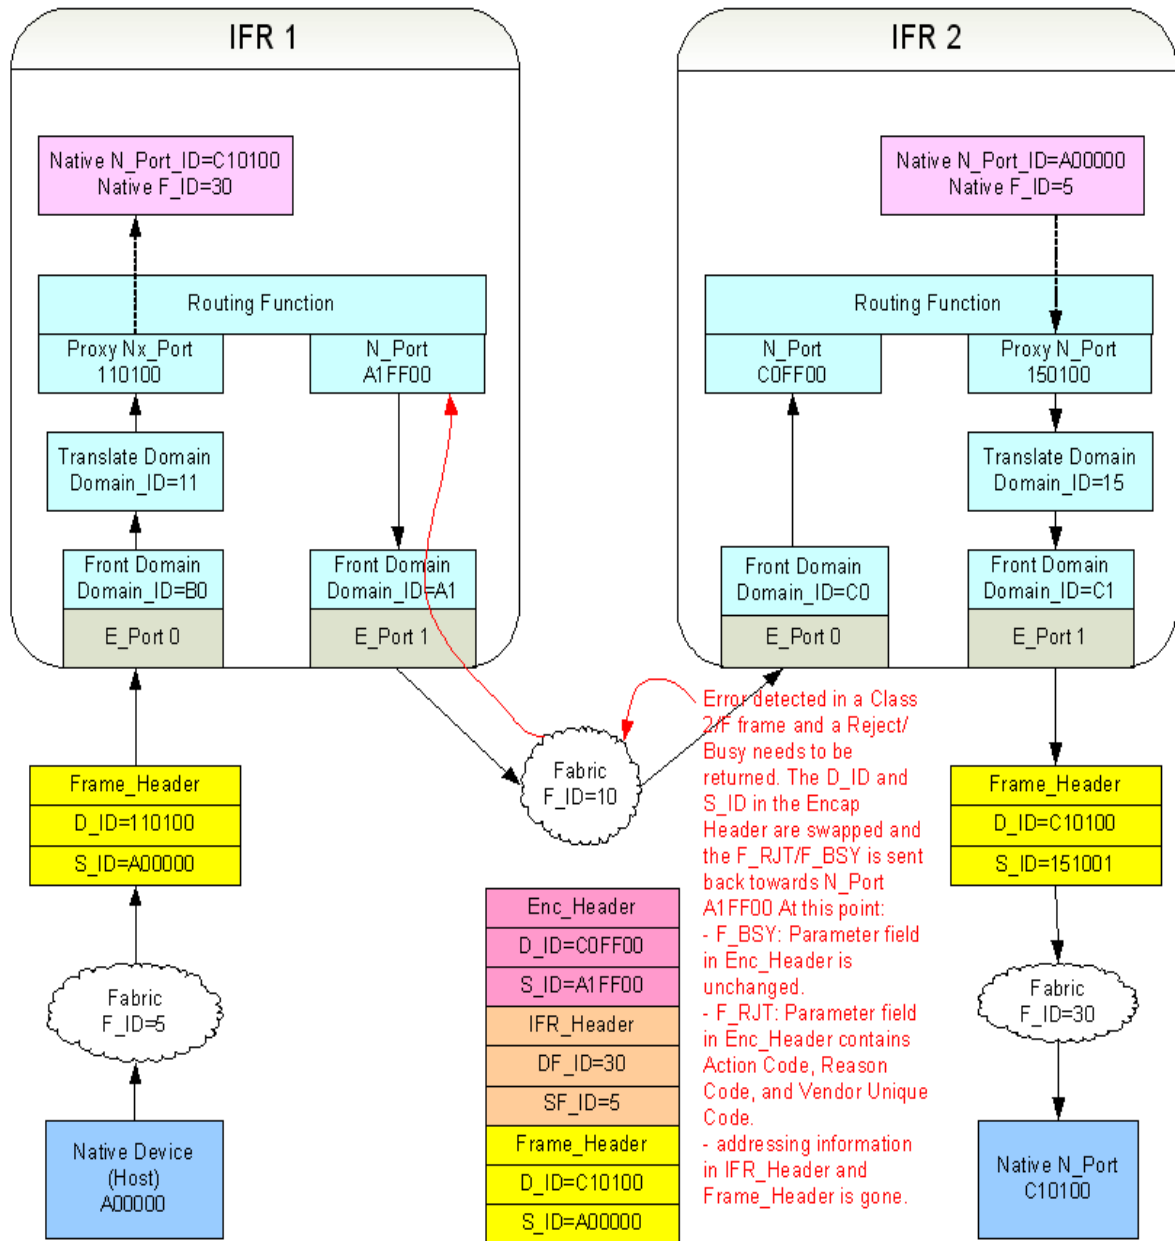 IFR 1
Native N_Port_ID=C10100
Native F_ID=30
Routing Function
Proxy Nx_Port
110100
N_Port
A1FF00
Translate Domain
Domain_ID=11
Front Domain
Domain_ID=B0
E_Port 0
Front Domain
Domain_ID=A1
E_Port 1
IFR 2
Native N_Port_ID=A00000
Native F_ID=5
Routing Function
N_Port
C0FF00
Proxy N_Port
150100
Translate Domain
Domain_ID=15
Front Domain
Domain_ID=C0
E_Port 0
Front Domain
Domain_ID=C1
E_Port 1
Frame_Header
D_ID=110100
S_ID=A00000
Fabric
F_ID=5
Native Device
(Host)
A00000
Fabric
F_ID=10
Enc_Header
D_ID=C0FF00
S_ID=A1FF00
IFR_Header
DF_ID=30
SF_ID=5
Frame_Header
D_ID=C10100
S_ID=A00000
Error detected in a Class
2/F frame and a Reject/
Busy needs to be
returned. The D_ID and
S_ID in the Encap
Header are swapped and
the F_RJT/F_BSY is sent
back towards N_Port
A1FF00 At this point:
- F_BSY: Parameter field
in Enc_Header is
unchanged.
- F_RJT: Parameter field
in Enc_Header contains
Action Code, Reason
Code, and Vendor Unique
Code.
- addressing information
in IFR_Header and
Frame_Header is gone.
Frame_Header
D_ID=C10100
S_ID=151001
Fabric
F_ID=30
Native N_Port
C10100